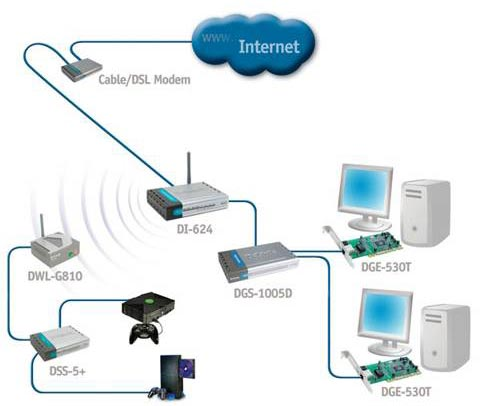 www.
Internet
Cable/DSL Modem
DI-624
DWL-G810
DGS-1005D
DGE-530T
DSS-5+
DGE-530T